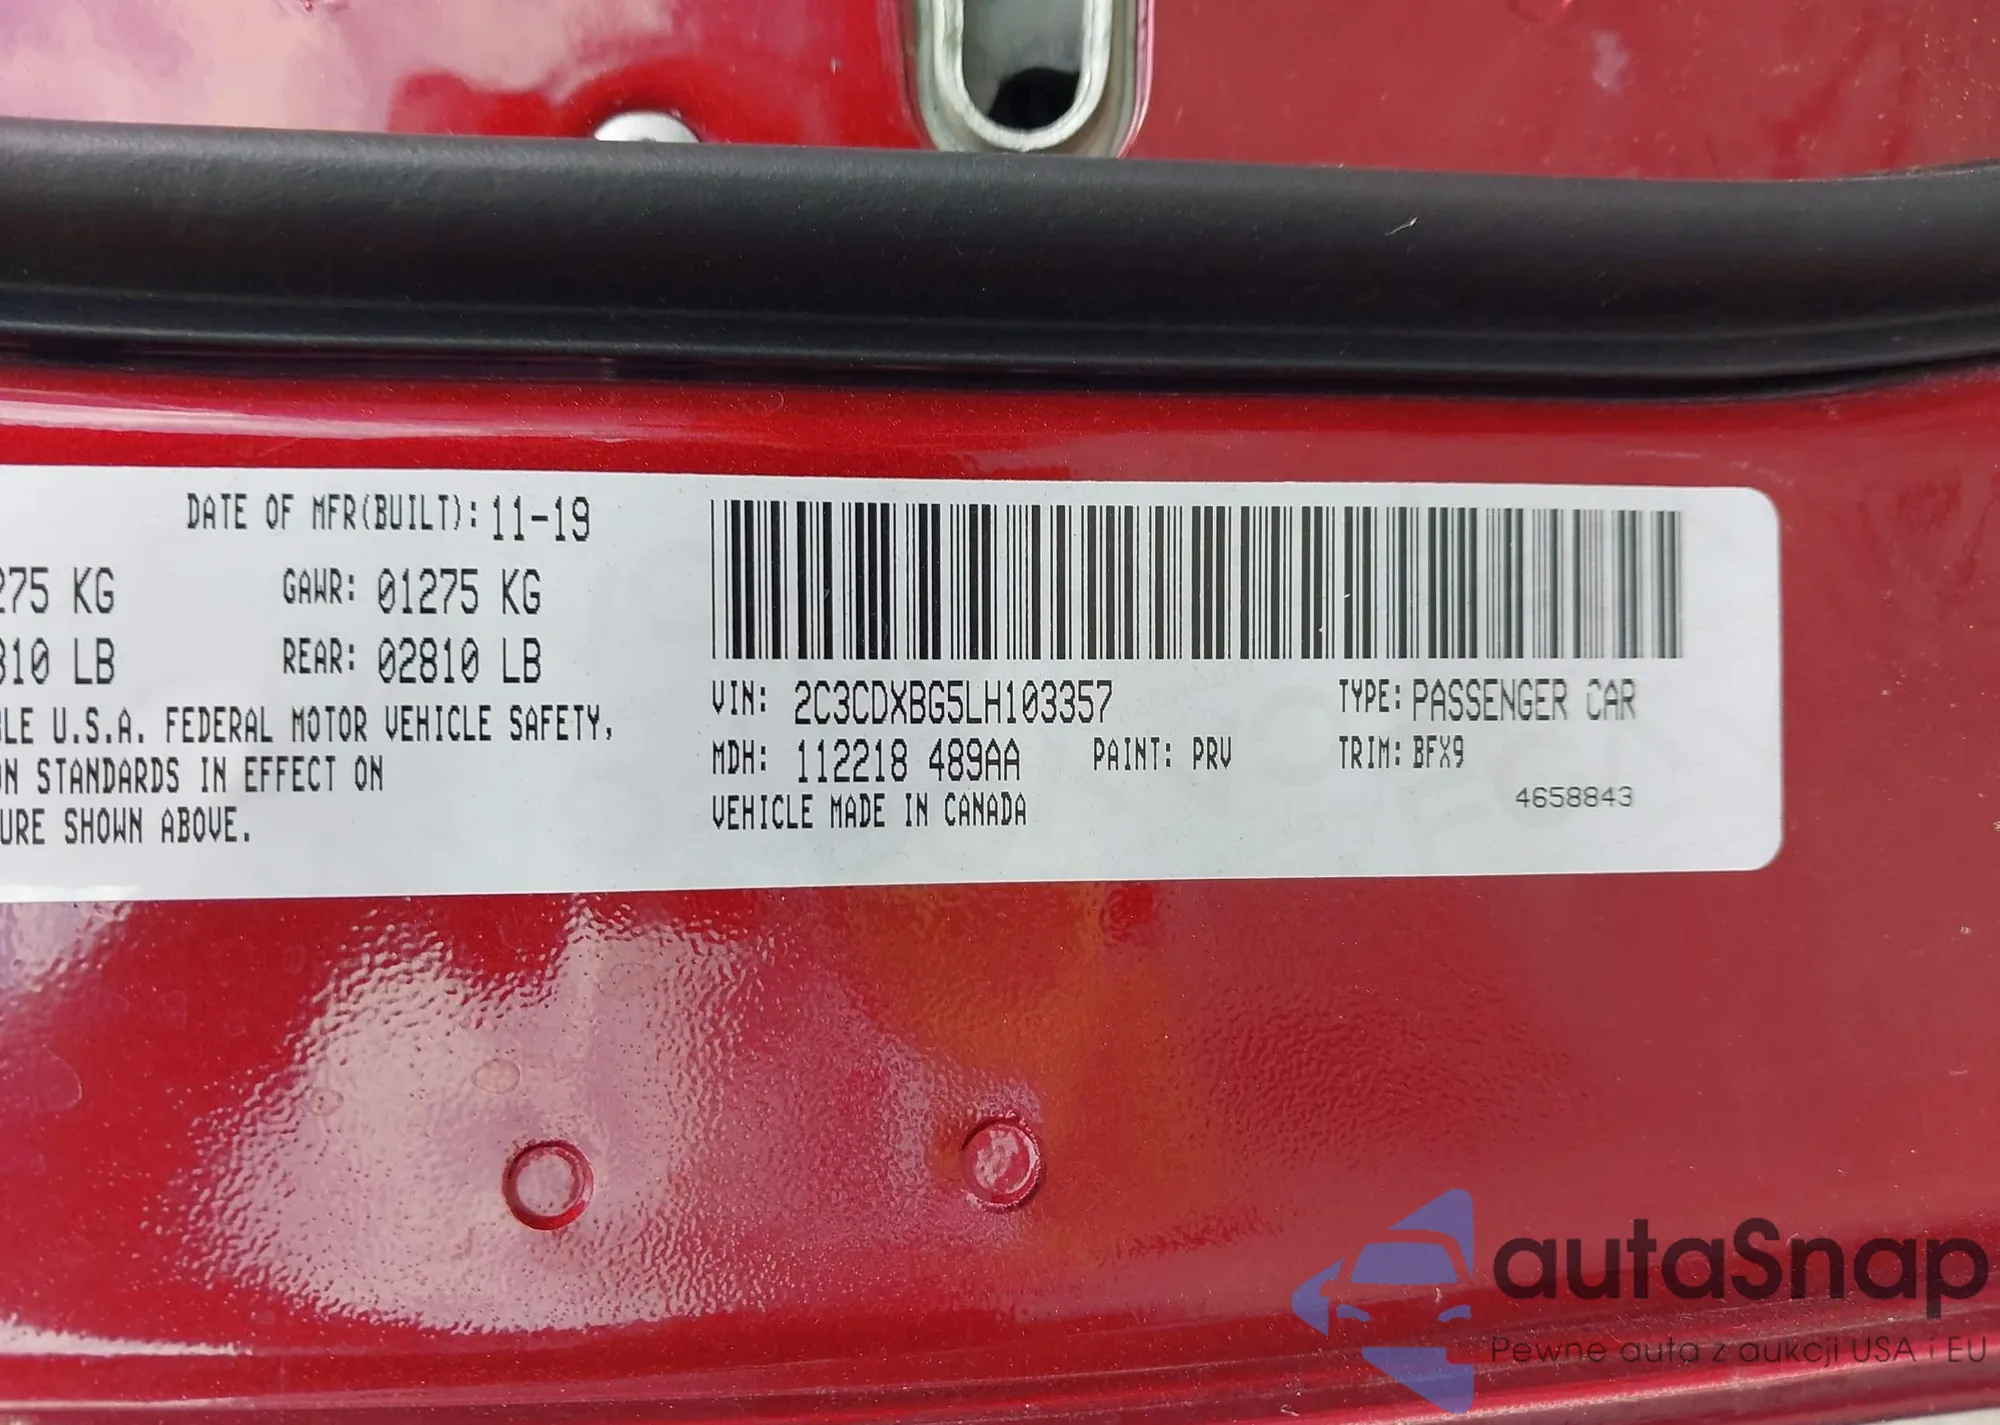 DATE OF MFR(BUILT): 11-19
275 KG GAWR: 01275 KG
810 LB REAR: 02810 LB
BLE U.S.A. FEDERAL MOTOR VEHICLE SAFETY,
ON STANDARDS IN EFFECT ON
URE SHOWN ABOVE.
VIN: 2C3CDXBG5LH103357 TYPE: PASSENGER CAR
MDH: 112218 489AA PAINT: PRV TRIM: BFX9
VEHICLE MADE IN CANADA
4658843
autaSnap
Pewne auta z aukcji USA i EU